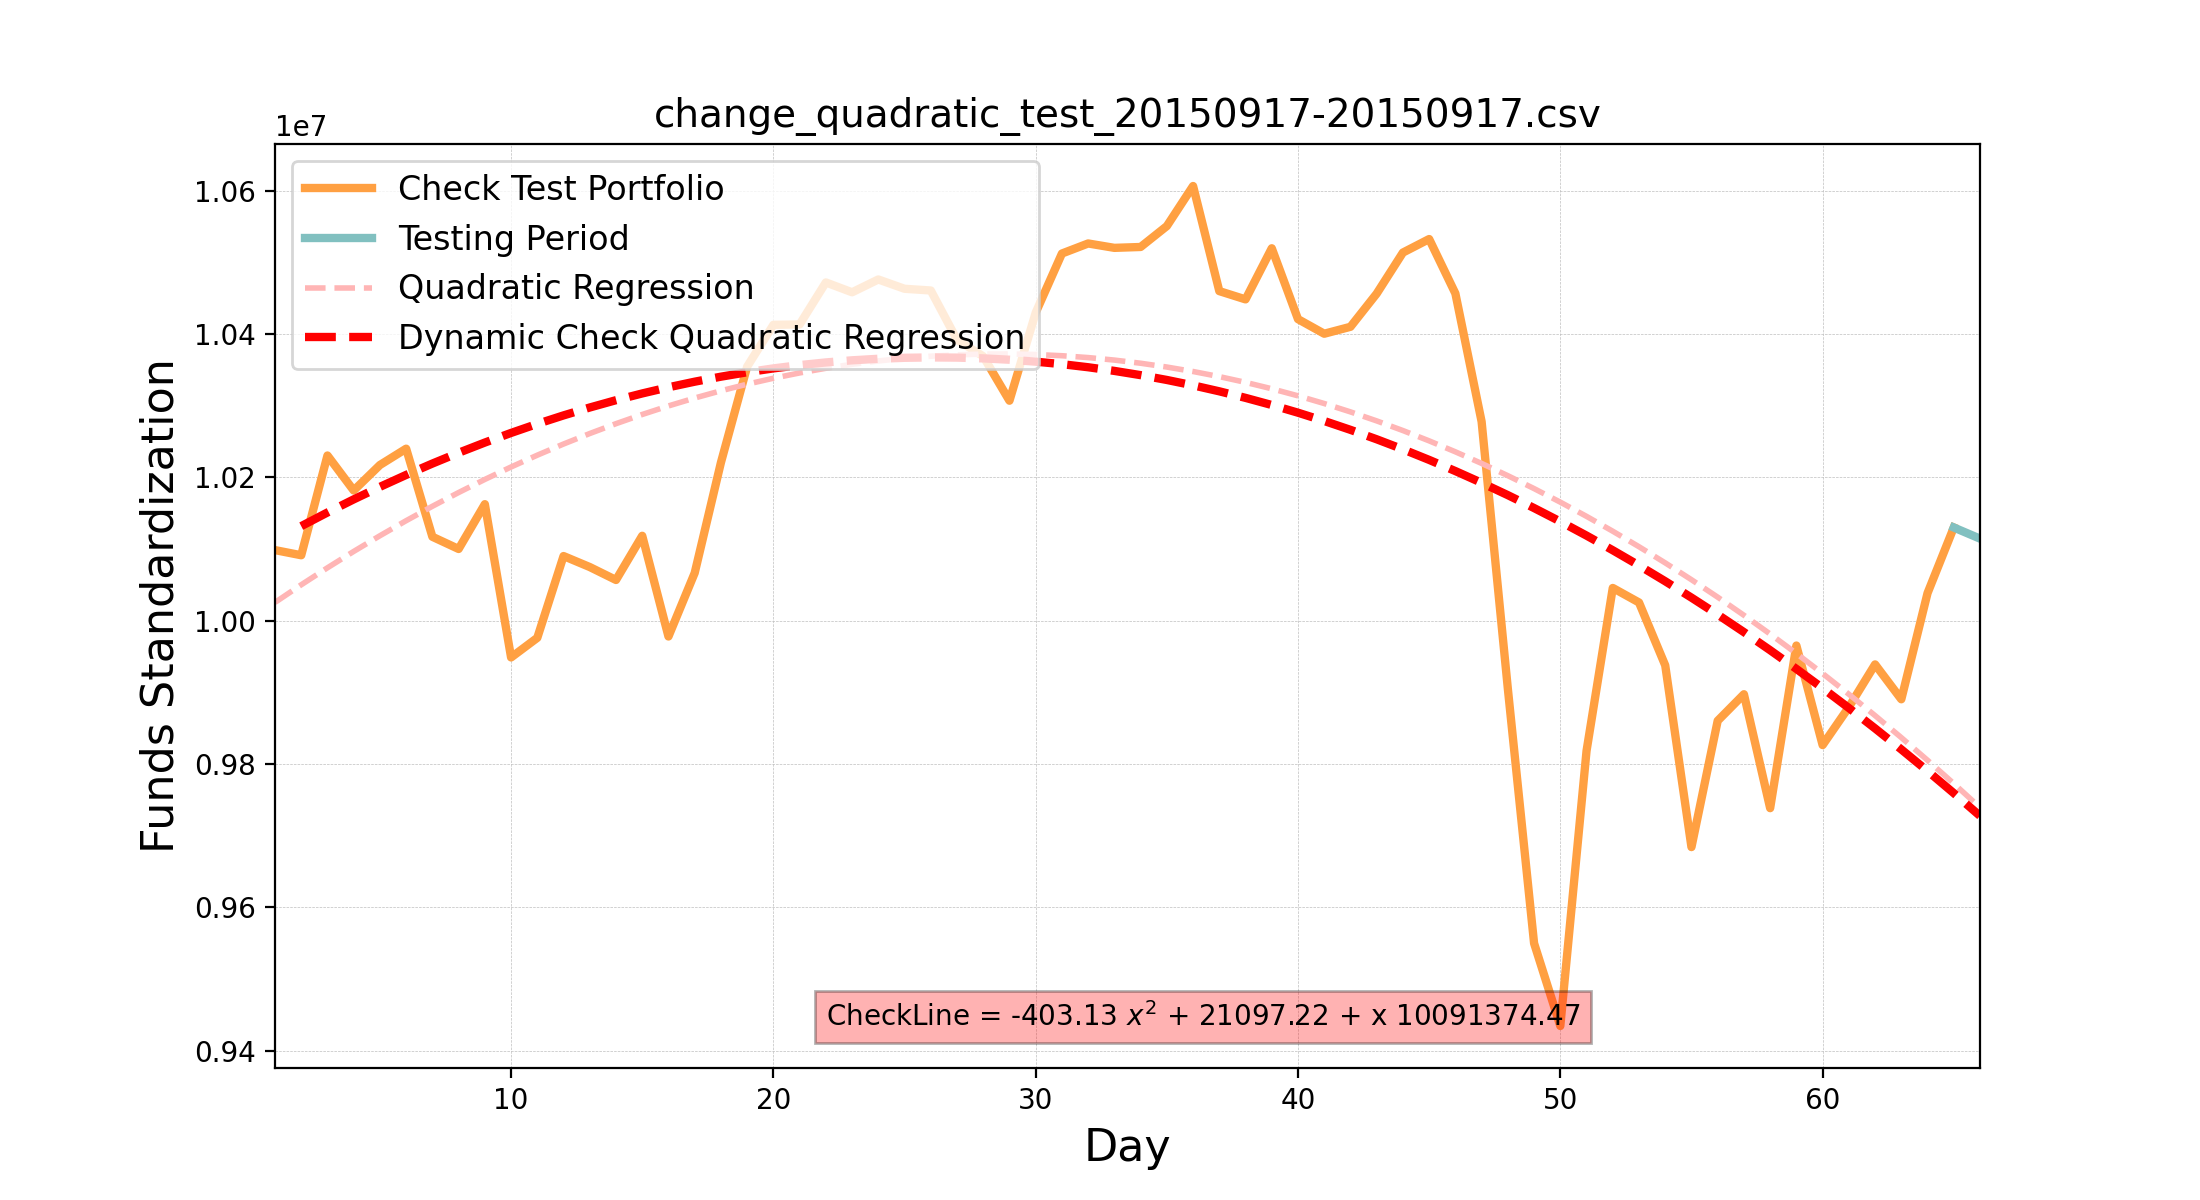 change_quadratic_test_20150917-20150917.csv
1e7
Check Test Portfolio
Testing Period
Quadratic Regression
Dynamic Check Quadratic Regression
1.06
1.04
1.02
1.00
0.98
0.96
0.94
Funds Standardization
CheckLine = -403.13 x² + 21097.22 + x 10091374.47
10 20 30 40 50 60
Day